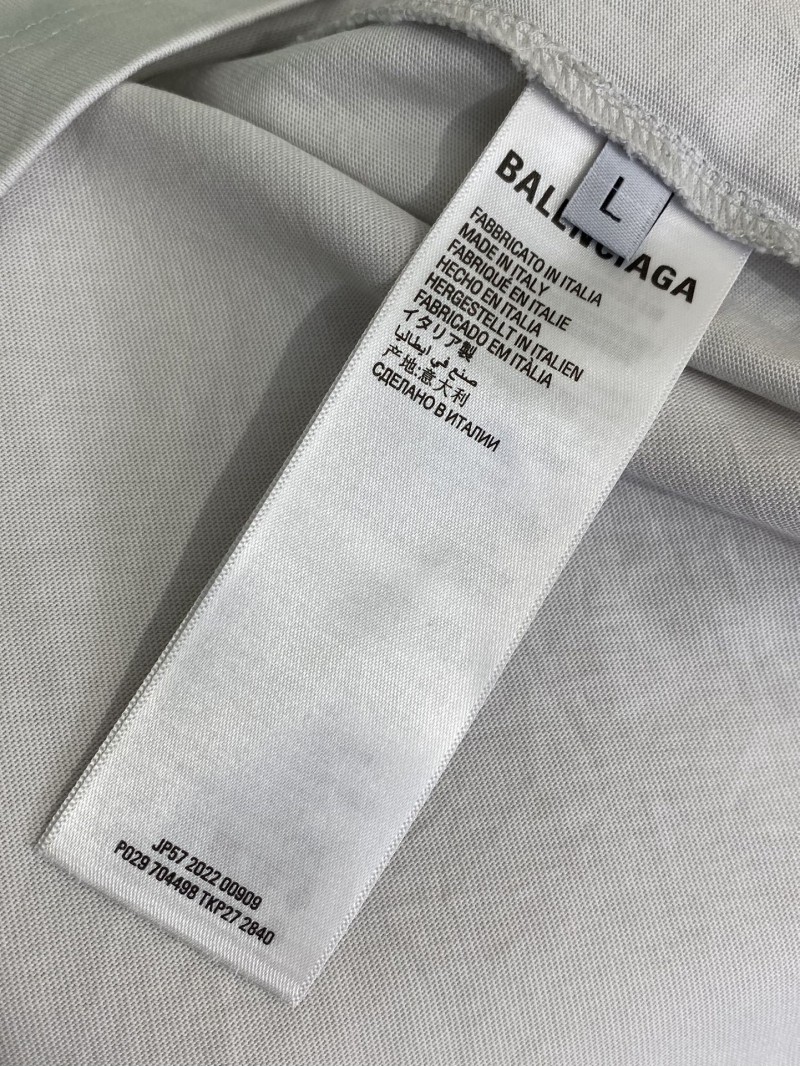 BALENCIAGA
L
FABBRICATO IN ITALIA
MADE IN ITALY
FABRIQUÉ EN ITALIE
HECHO EN ITALIA
HERGESTELLT IN ITALIEN
FABRICADO EM ITÁLIA
イタリア製
صنع في إيطاليا
产地:意大利
СДЕЛАНО В ИТАЛИИ
JP57 2022 00909
P029 704498 TKP27 2840